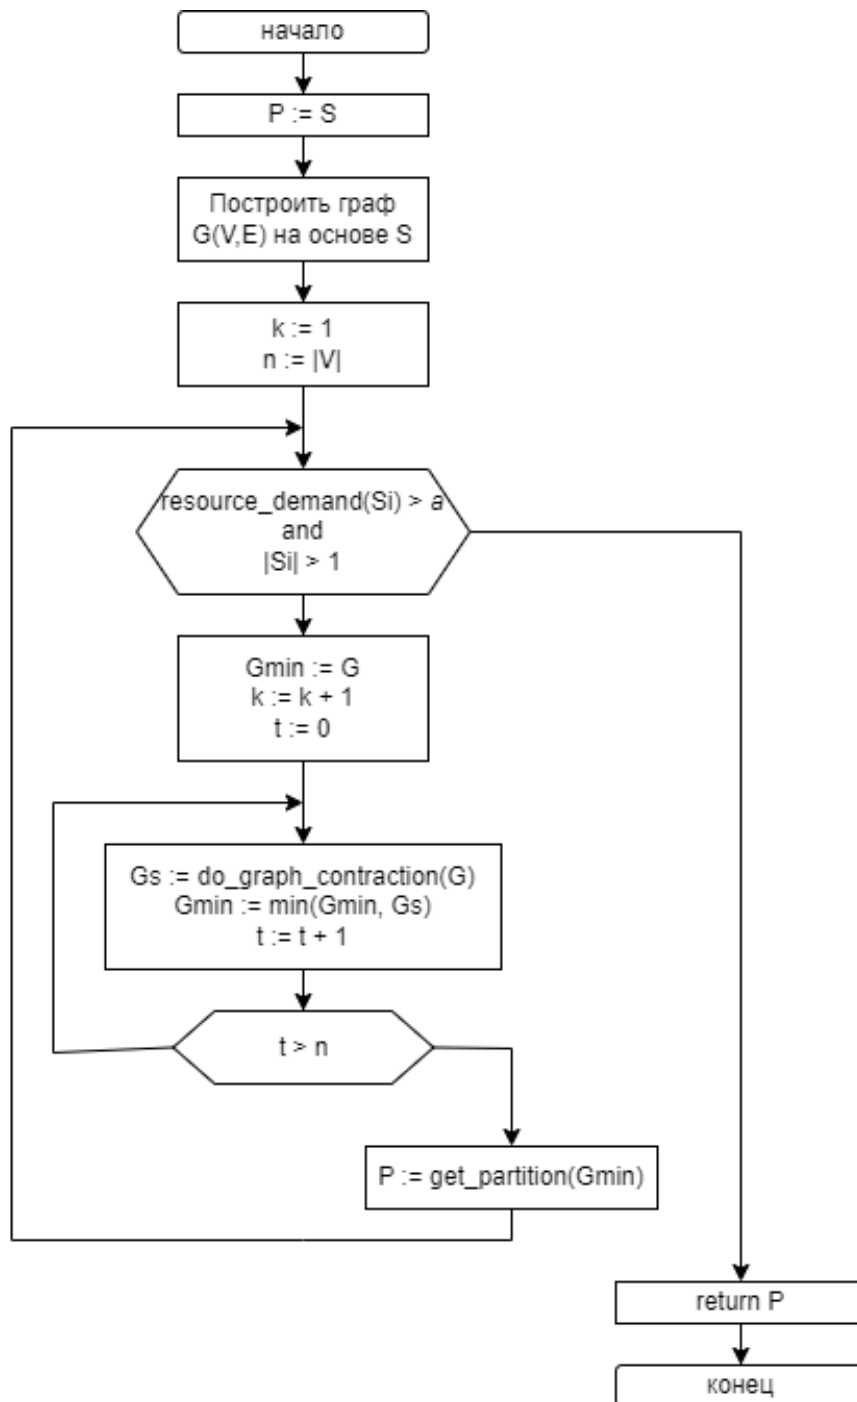 начало
P := S
Построить граф
G(V,E) на основе S
k := 1
n := |V|
resource_demand(Si) > a
and
|Si| > 1
Gmin := G
k := k + 1
t := 0
Gs := do_graph_contraction(G)
Gmin := min(Gmin, Gs)
t := t + 1
t > n
P := get_partition(Gmin)
return P
конец